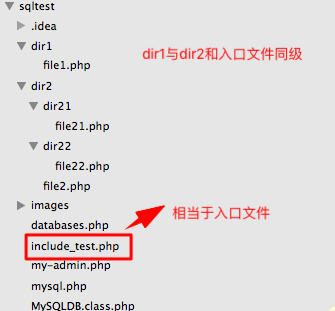 sqltest
.idea
dir1
file1.php
dir1与dir2和入口文件同级
dir2
dir21
file21.php
dir22
file22.php
file2.php
images
databases.php
相当于入口文件
include_test.php
my-admin.php
mysql.php
MySQLDB.class.php